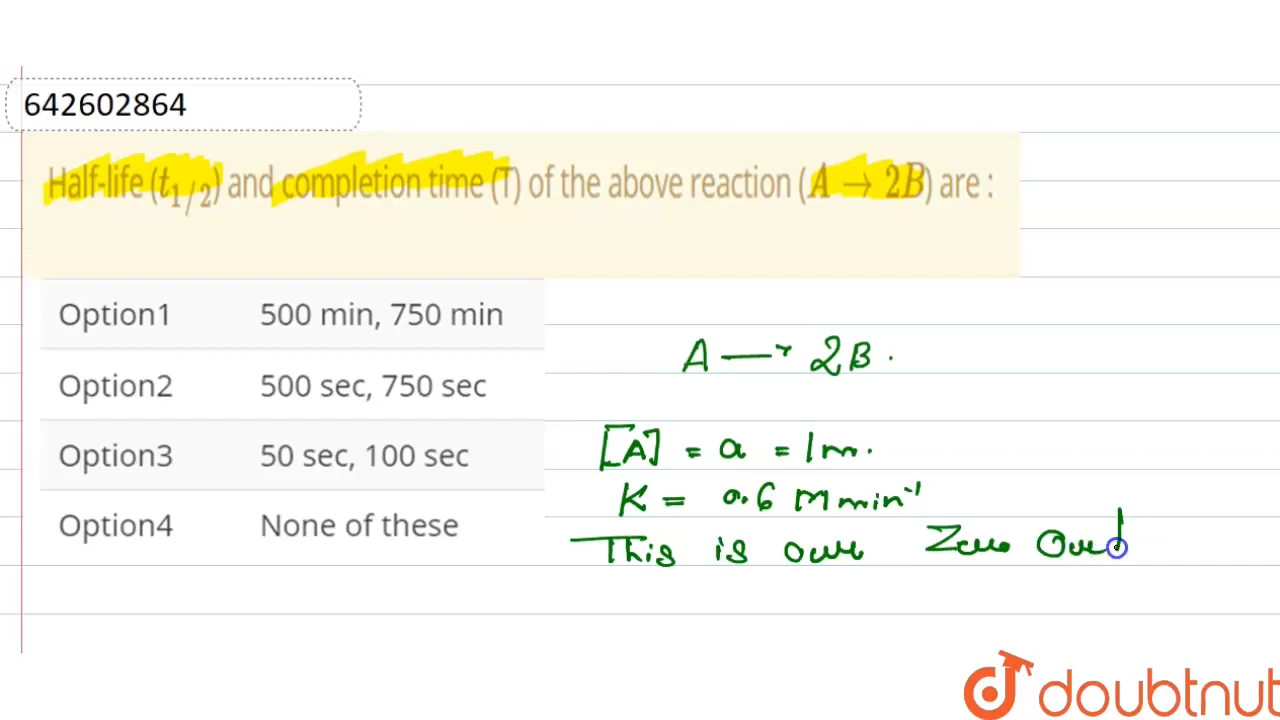 642602864
Half-life (t1/2) and completion time (T) of the above reaction (A → 2B) are :
Option1 500 min, 750 min
Option2 500 sec, 750 sec
Option3 50 sec, 100 sec
Option4 None of these
A → 2B.
[A] = a = 1m.
K = 0.6 M min⁻¹
This is our Zero Ord
doubtnut